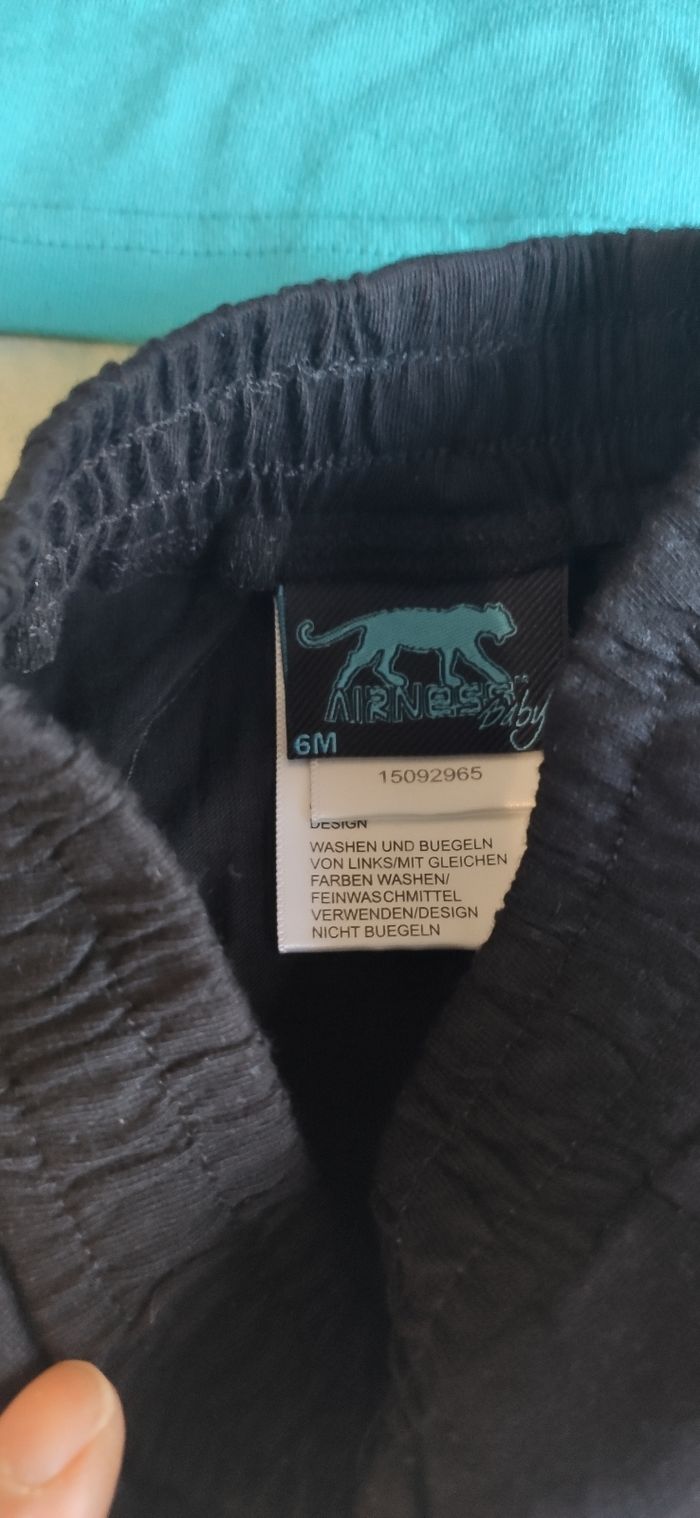 AIRNESS
baby
6M
15092965
DESIGN
WASHEN UND BUEGELN
VON LINKS/MIT GLEICHEN
FARBEN WASHEN/
FEINWASCHMITTEL
VERWENDEN/DESIGN
NICHT BUEGELN